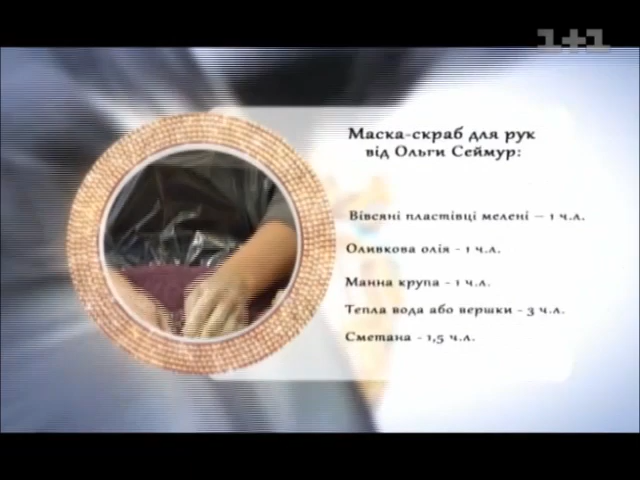 1+1
Маска-скраб для рук
від Ольги Сеймур:
Вівсяні пластівці мелені – 1 ч.л.
Оливкова олія - 1 ч.л.
Манна крупа - 1 ч.л.
Тепла вода або вершки - 3 ч.л.
Сметана - 1,5 ч.л.